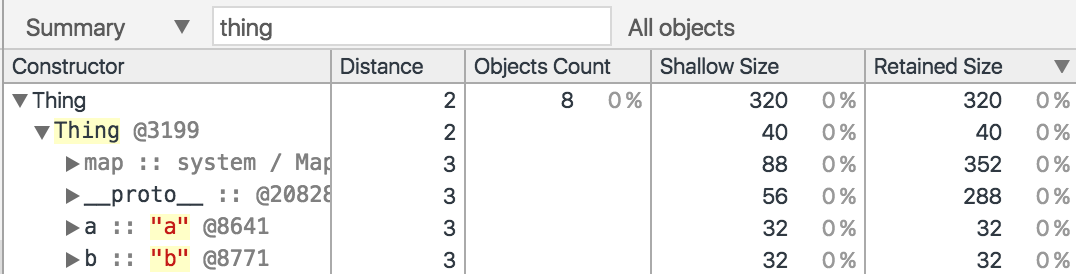 Summary ▼ thing All objects
Constructor Distance Objects Count Shallow Size Retained Size ▼
▼Thing 2 8 0% 320 0% 320 0%
▼Thing @3199 2 40 0% 40 0%
▶map :: system / Map 3 88 0% 352 0%
▶__proto__ :: @20828 3 56 0% 288 0%
▶a :: "a" @8641 3 32 0% 32 0%
▶b :: "b" @8771 3 32 0% 32 0%